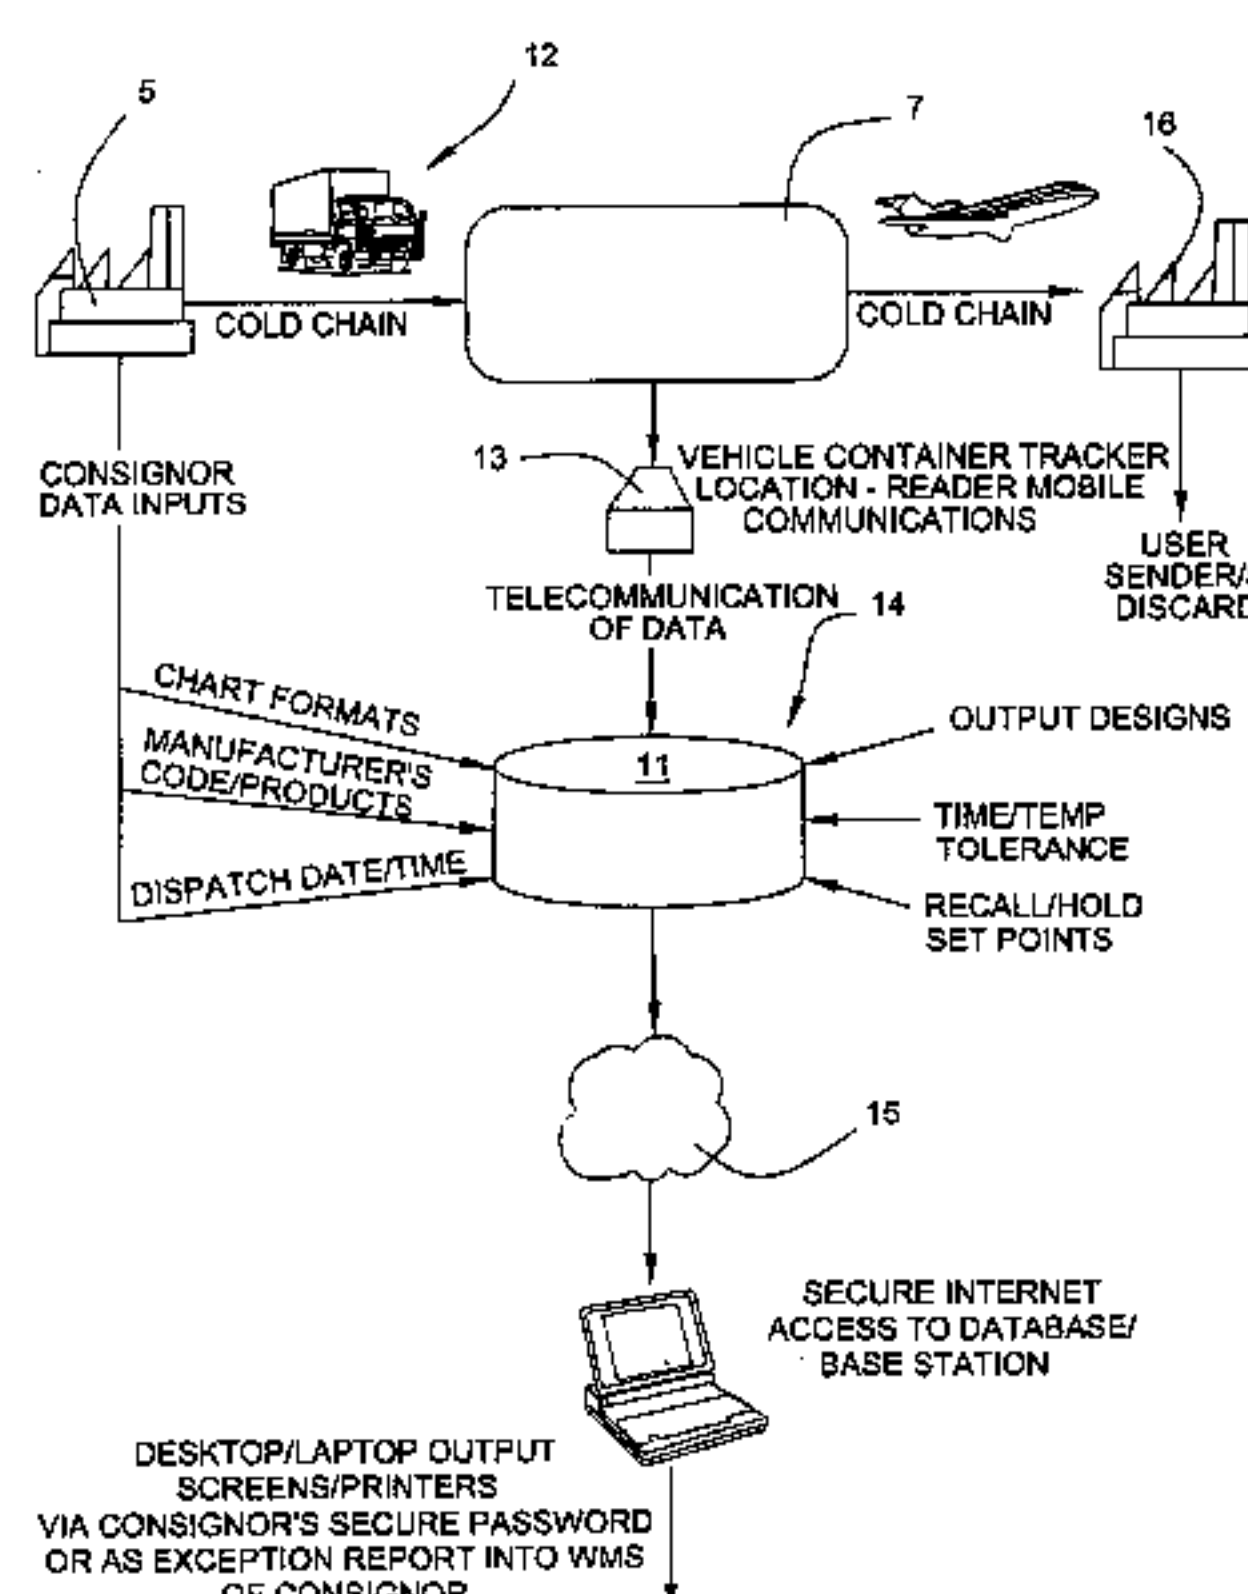 12
5
7
16
COLD CHAIN
COLD CHAIN
13
VEHICLE CONTAINER TRACKER
LOCATION - READER MOBILE
COMMUNICATIONS
CONSIGNOR
DATA INPUTS
USER
DISCARD
TELECOMMUNICATION
OF DATA
14
CHART FORMATS
MANUFACTURER'S
CODE/PRODUCTS
DISPATCH DATE/TIME
11
OUTPUT DESIGNS
TIME/TEMP
TOLERANCE
RECALL/HOLD
SET POINTS
15
SECURE INTERNET
ACCESS TO DATABASE/
BASE STATION
DESKTOP/LAPTOP OUTPUT
SCREENS/PRINTERS
VIA CONSIGNOR'S SECURE PASSWORD
OR AS EXCEPTION REPORT INTO WMS
OF CONSIGNOR